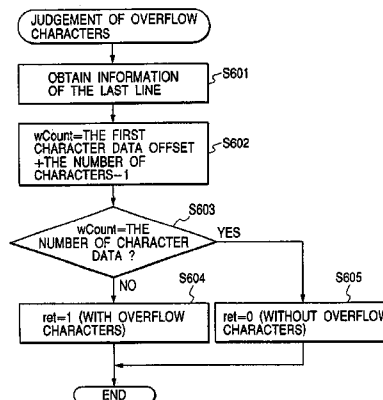 JUDGEMENT OF OVERFLOW
CHARACTERS
OBTAIN INFORMATION
OF THE LAST LINE
S601
wCount=THE FIRST
CHARACTER DATA OFFSET
+THE NUMBER OF
CHARACTERS-1
S602
S603
wCount=THE
NUMBER OF CHARACTER
DATA ?
YES
NO
S604
ret=1 (WITH OVERFLOW
CHARACTERS)
S605
ret=0 (WITHOUT OVERFLOW
CHARACTERS)
END